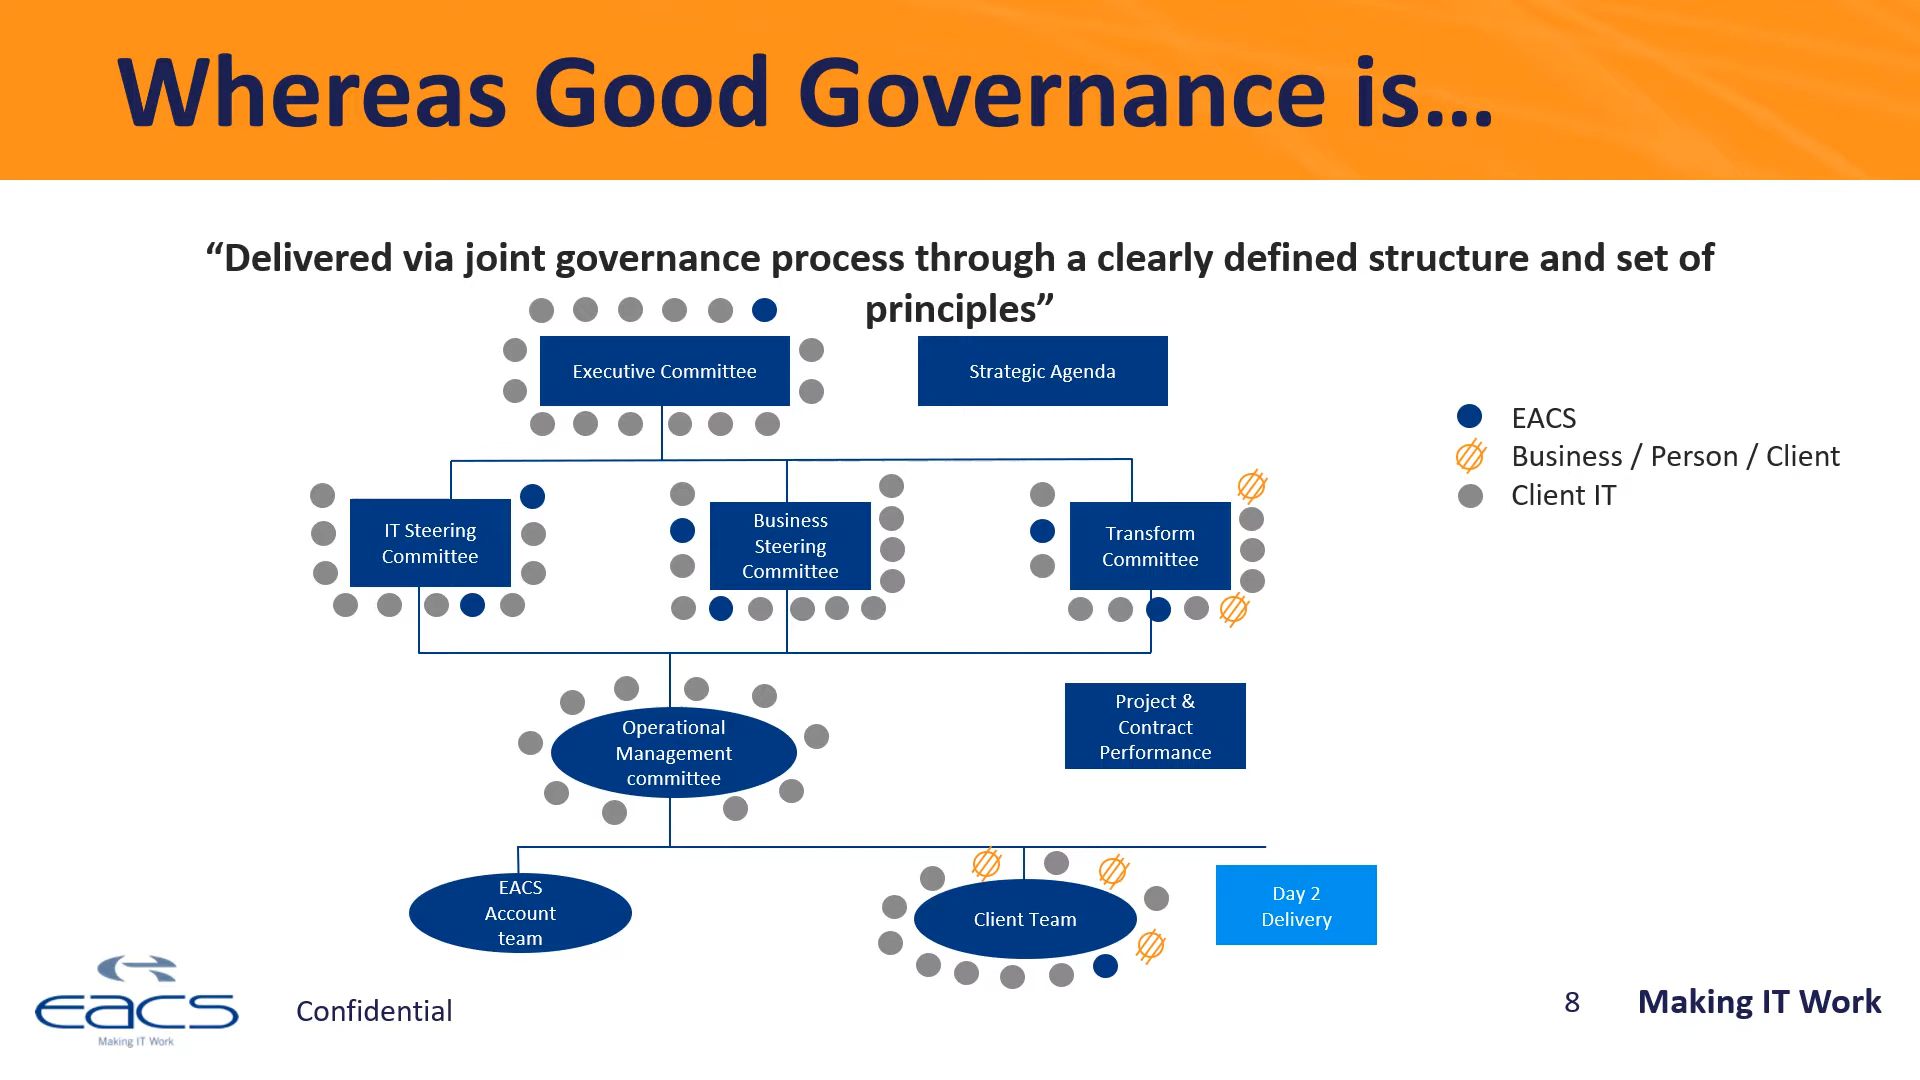 Whereas Good Governance is...
“Delivered via joint governance process through a clearly defined structure and set of
principles”
Executive Committee
Strategic Agenda
EACS
Business / Person / Client
Client IT
IT Steering
Committee
Business
Steering
Committee
Transform
Committee
Operational
Management
committee
Project &
Contract
Performance
EACS
Account
team
Client Team
Day 2
Delivery
eacs
Making IT Work
Confidential
8
Making IT Work